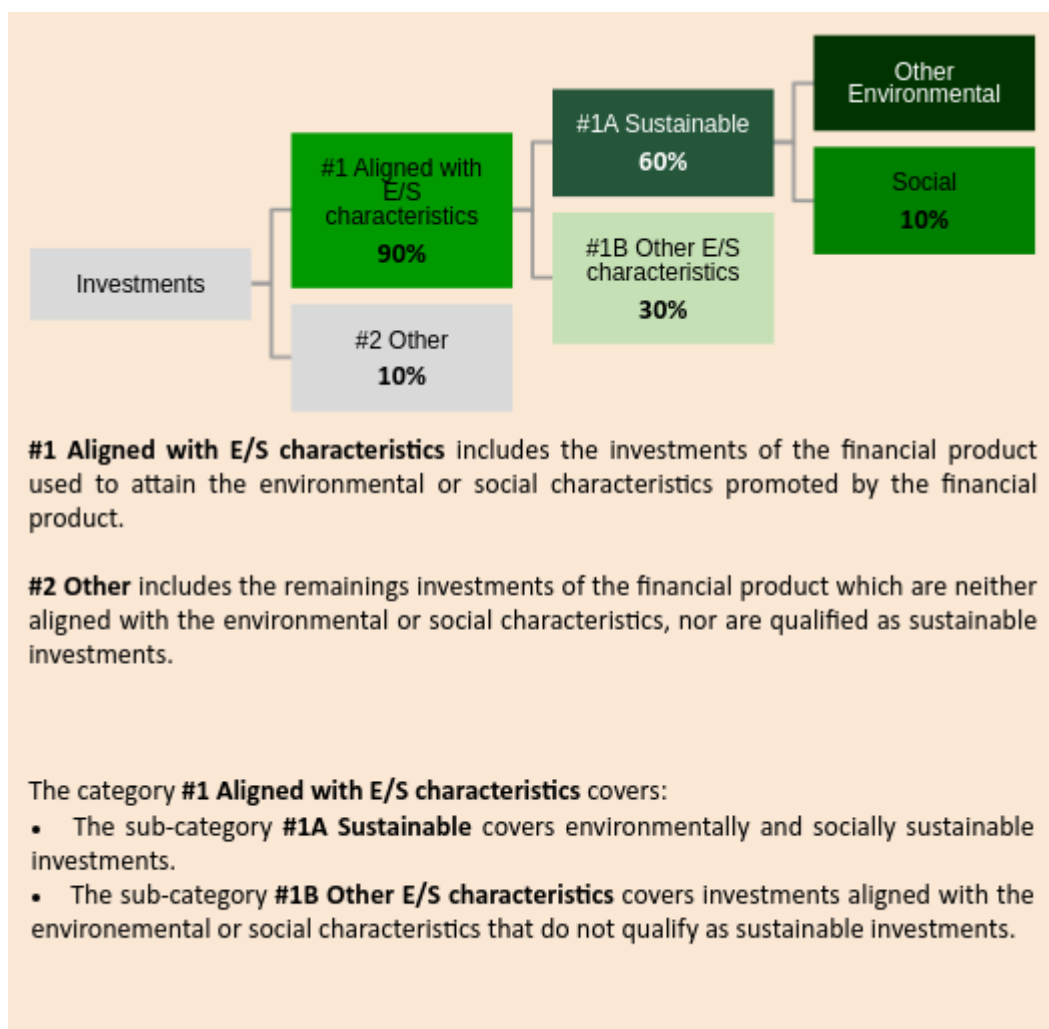 Investments
#1 Aligned with
E/S
characteristics
90%
#2 Other
10%
#1A Sustainable
60%
#1B Other E/S
characteristics
30%
Other
Environmental
Social
10%
#1 Aligned with E/S characteristics includes the investments of the financial product
used to attain the environmental or social characteristics promoted by the financial
product.
#2 Other includes the remainings investments of the financial product which are neither
aligned with the environmental or social characteristics, nor are qualified as sustainable
investments.
The category #1 Aligned with E/S characteristics covers:
• The sub-category #1A Sustainable covers environmentally and socially sustainable
investments.
• The sub-category #1B Other E/S characteristics covers investments aligned with the
environemental or social characteristics that do not qualify as sustainable investments.